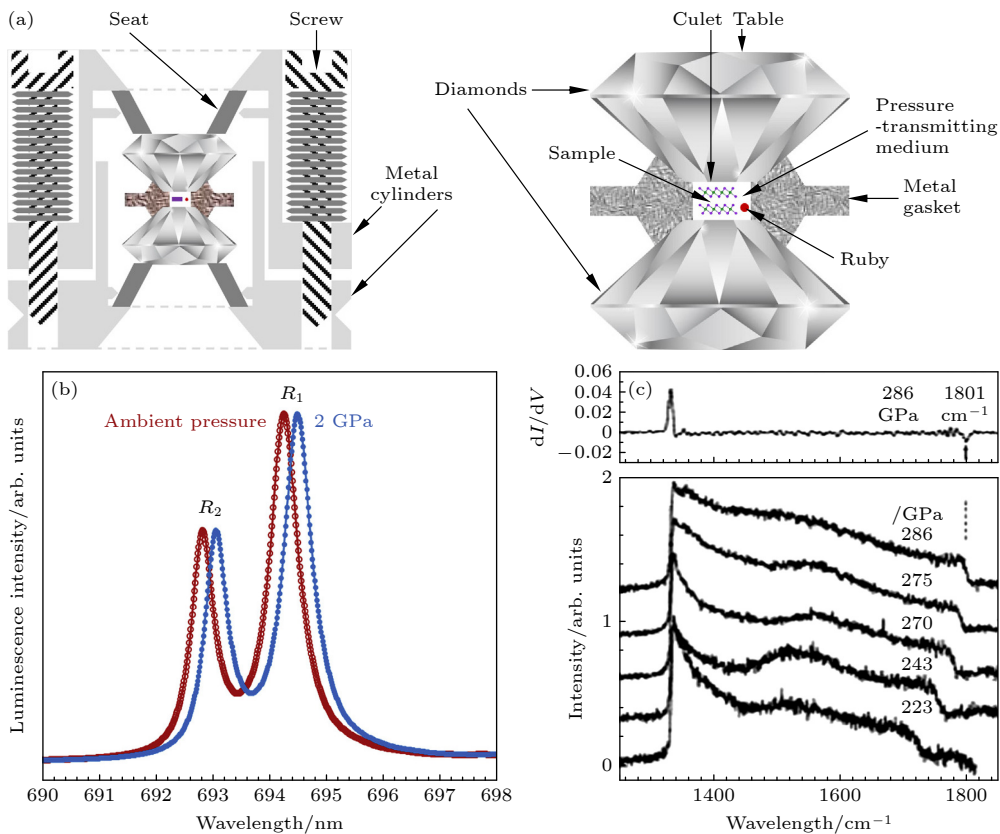 (a)
Seat
Screw
Metal
cylinders
Culet
Table
Diamonds
Sample
Pressure
-transmitting
medium
Metal
gasket
Ruby
(b)
R2
R1
Ambient pressure
2 GPa
Luminescence intensity/arb. units
690
691
692
693
694
695
696
697
698
Wavelength/nm
(c)
0.06
0.04
0.02
0
−0.02
dI/dV
286
GPa
1801
cm−1
2
1
0
Intensity/arb. units
/GPa
286
275
270
243
223
1400
1600
1800
Wavelength/cm−1